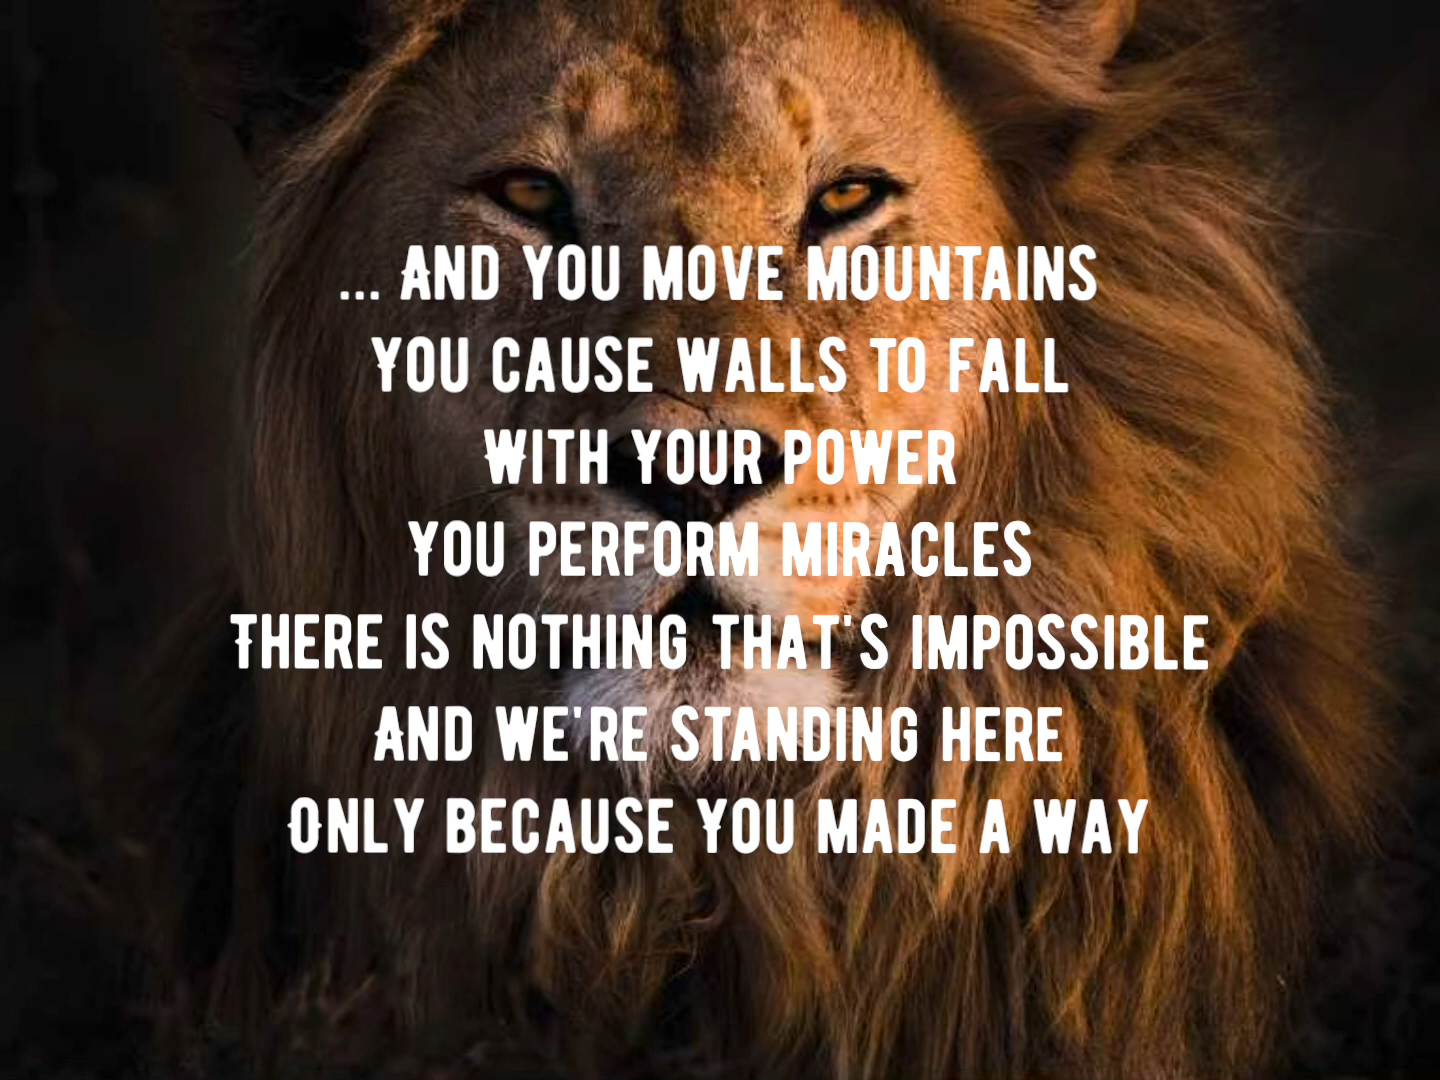 ... And you move mountains
You cause walls to fall
With Your power
You perform miracles
There is nothing that's impossible
And we're standing here
Only because You made a way